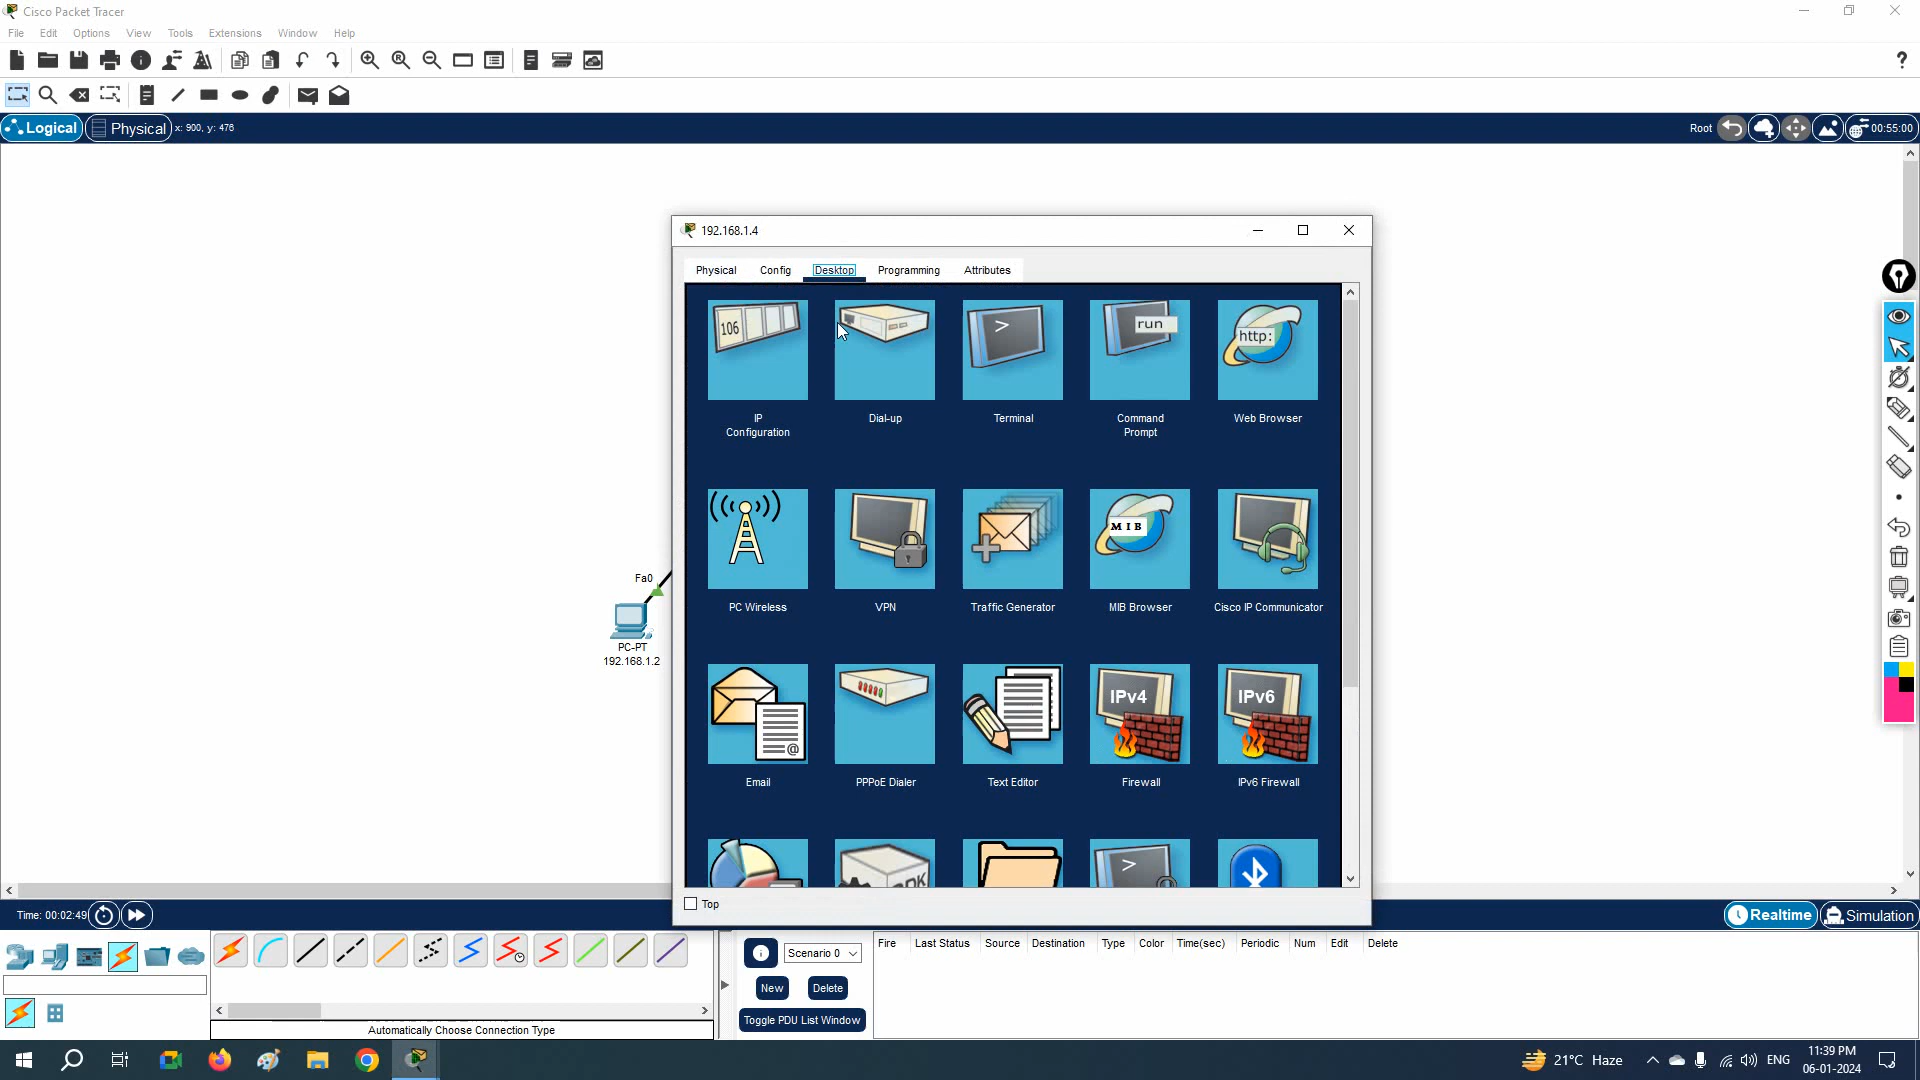 Cisco Packet Tracer
File Edit Options View Tools Extensions Window Help
Logical Physical x: 900, y: 476 Root 00:55:00
192.168.1.4
Physical Config Desktop Programming Attributes
106
>
run
http:
IP
Configuration
Dial-up
Terminal
Command
Prompt
Web Browser
MIB
PC Wireless
VPN
Traffic Generator
MIB Browser
Cisco IP Communicator
Fa0
PC-PT
192.168.1.2
@
IPv4
IPv6
Email
PPPoE Dialer
Text Editor
Firewall
IPv6 Firewall
>
Top
Time: 00:02:49
Realtime Simulation
Scenario 0
New Delete
Toggle PDU List Window
Fire Last Status Source Destination Type Color Time(sec) Periodic Num Edit Delete
Automatically Choose Connection Type
21°C Haze
ENG
11:39 PM
06-01-2024